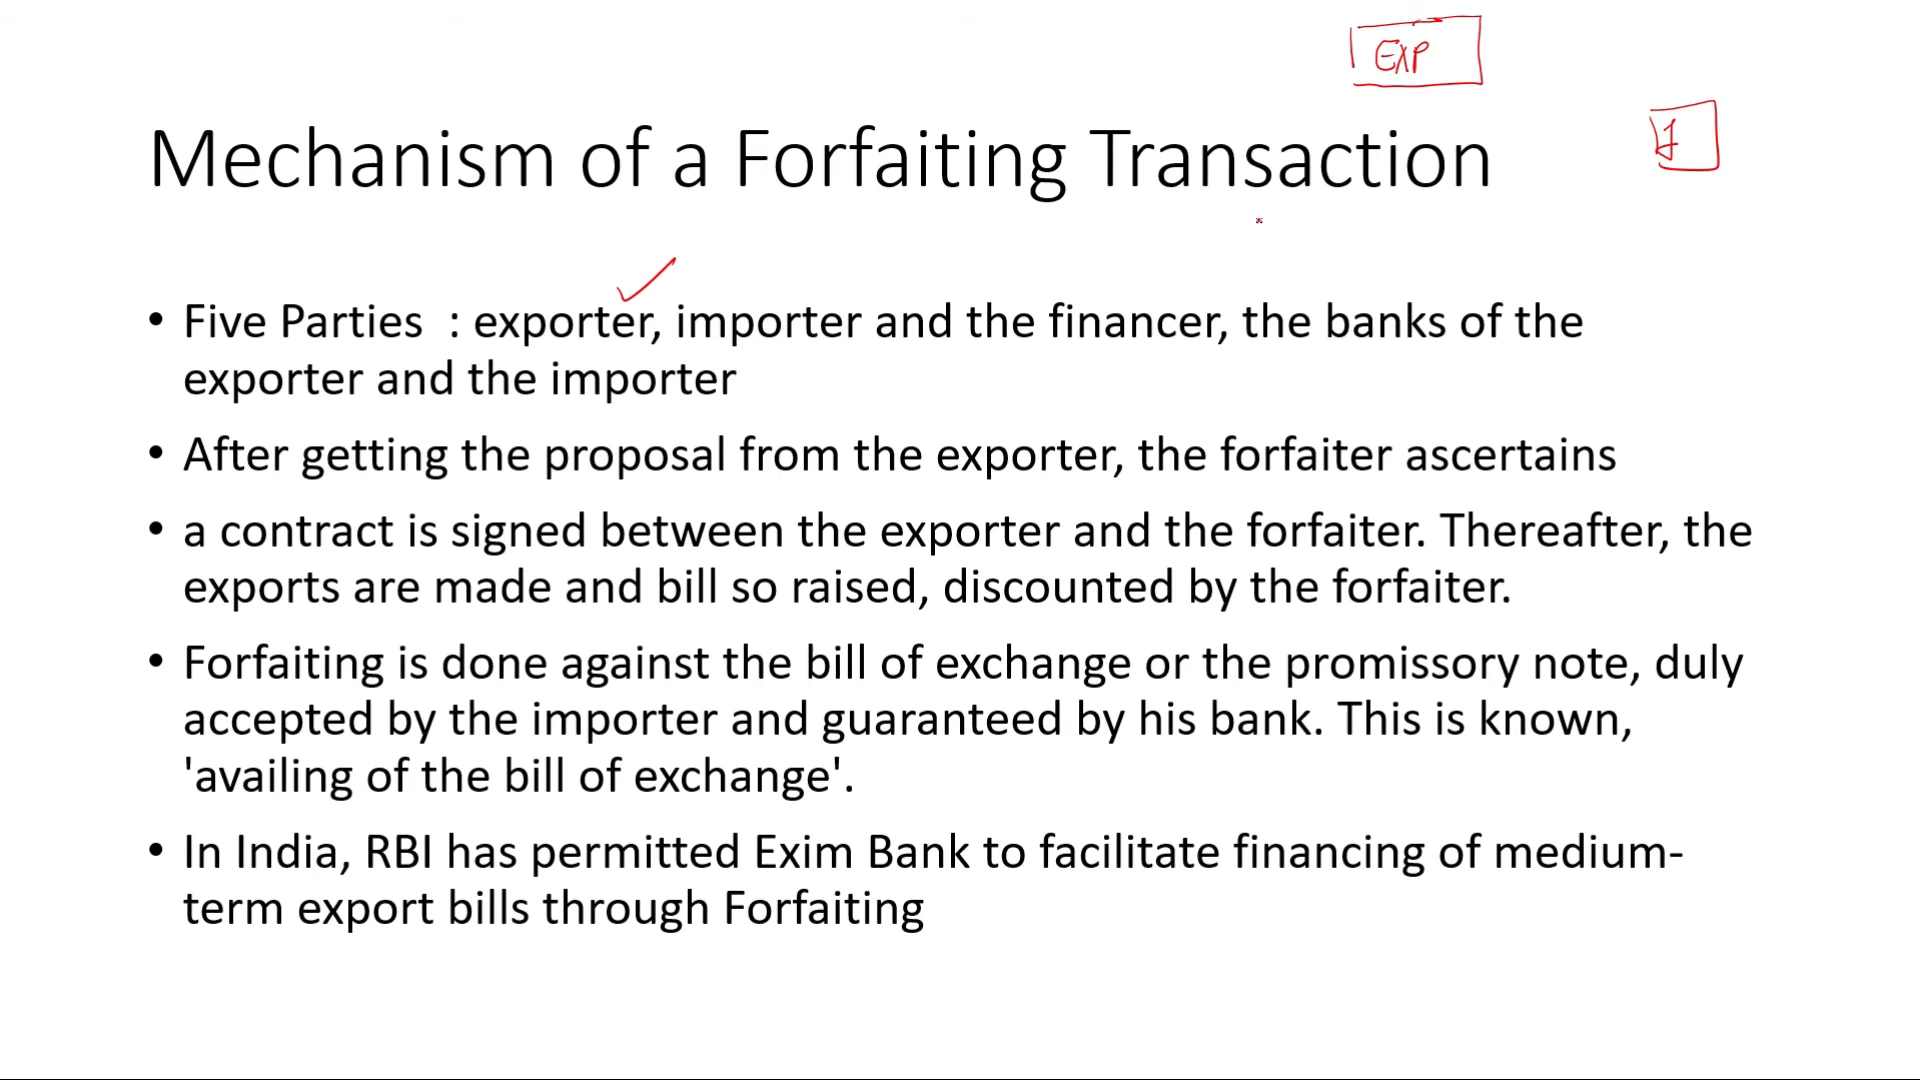 EXP
Mechanism of a Forfaiting Transaction
• Five Parties : exporter, importer and the financer, the banks of the
exporter and the importer
• After getting the proposal from the exporter, the forfaiter ascertains
• a contract is signed between the exporter and the forfaiter. Thereafter, the
exports are made and bill so raised, discounted by the forfaiter.
• Forfaiting is done against the bill of exchange or the promissory note, duly
accepted by the importer and guaranteed by his bank. This is known,
'availing of the bill of exchange'.
• In India, RBI has permitted Exim Bank to facilitate financing of medium-
term export bills through Forfaiting